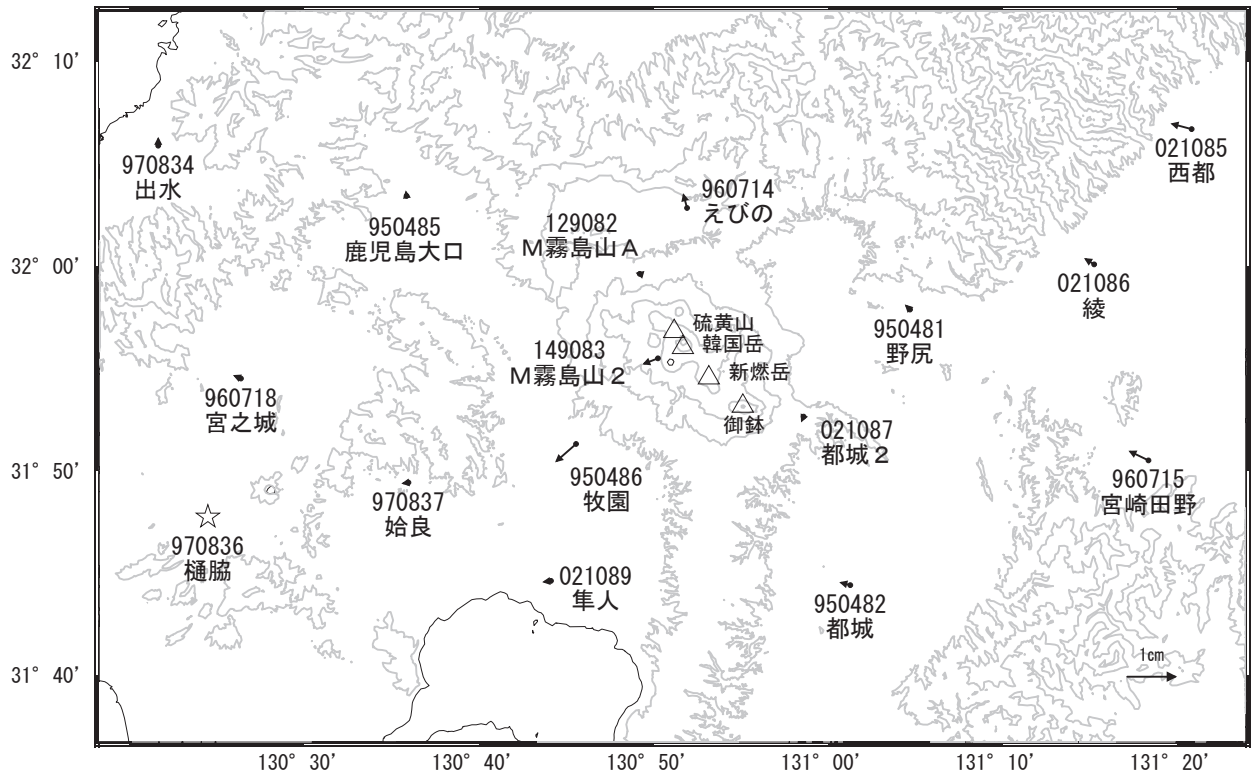 32° 10′
970834
出水
950485
鹿児島大口
129082
M霧島山A
960714
えびの
021085
西都
32° 00′
021086
綾
硫黄山
韓国岳
新燃岳
御鉢
950481
野尻
149083
M霧島山2
960718
宮之城
021087
都城2
31° 50′
950486
牧園
970837
姶良
960715
宮崎田野
970836
樋脇
021089
隼人
950482
都城
1cm
31° 40′
130° 30′
130° 40′
130° 50′
131° 00′
131° 10′
131° 20′